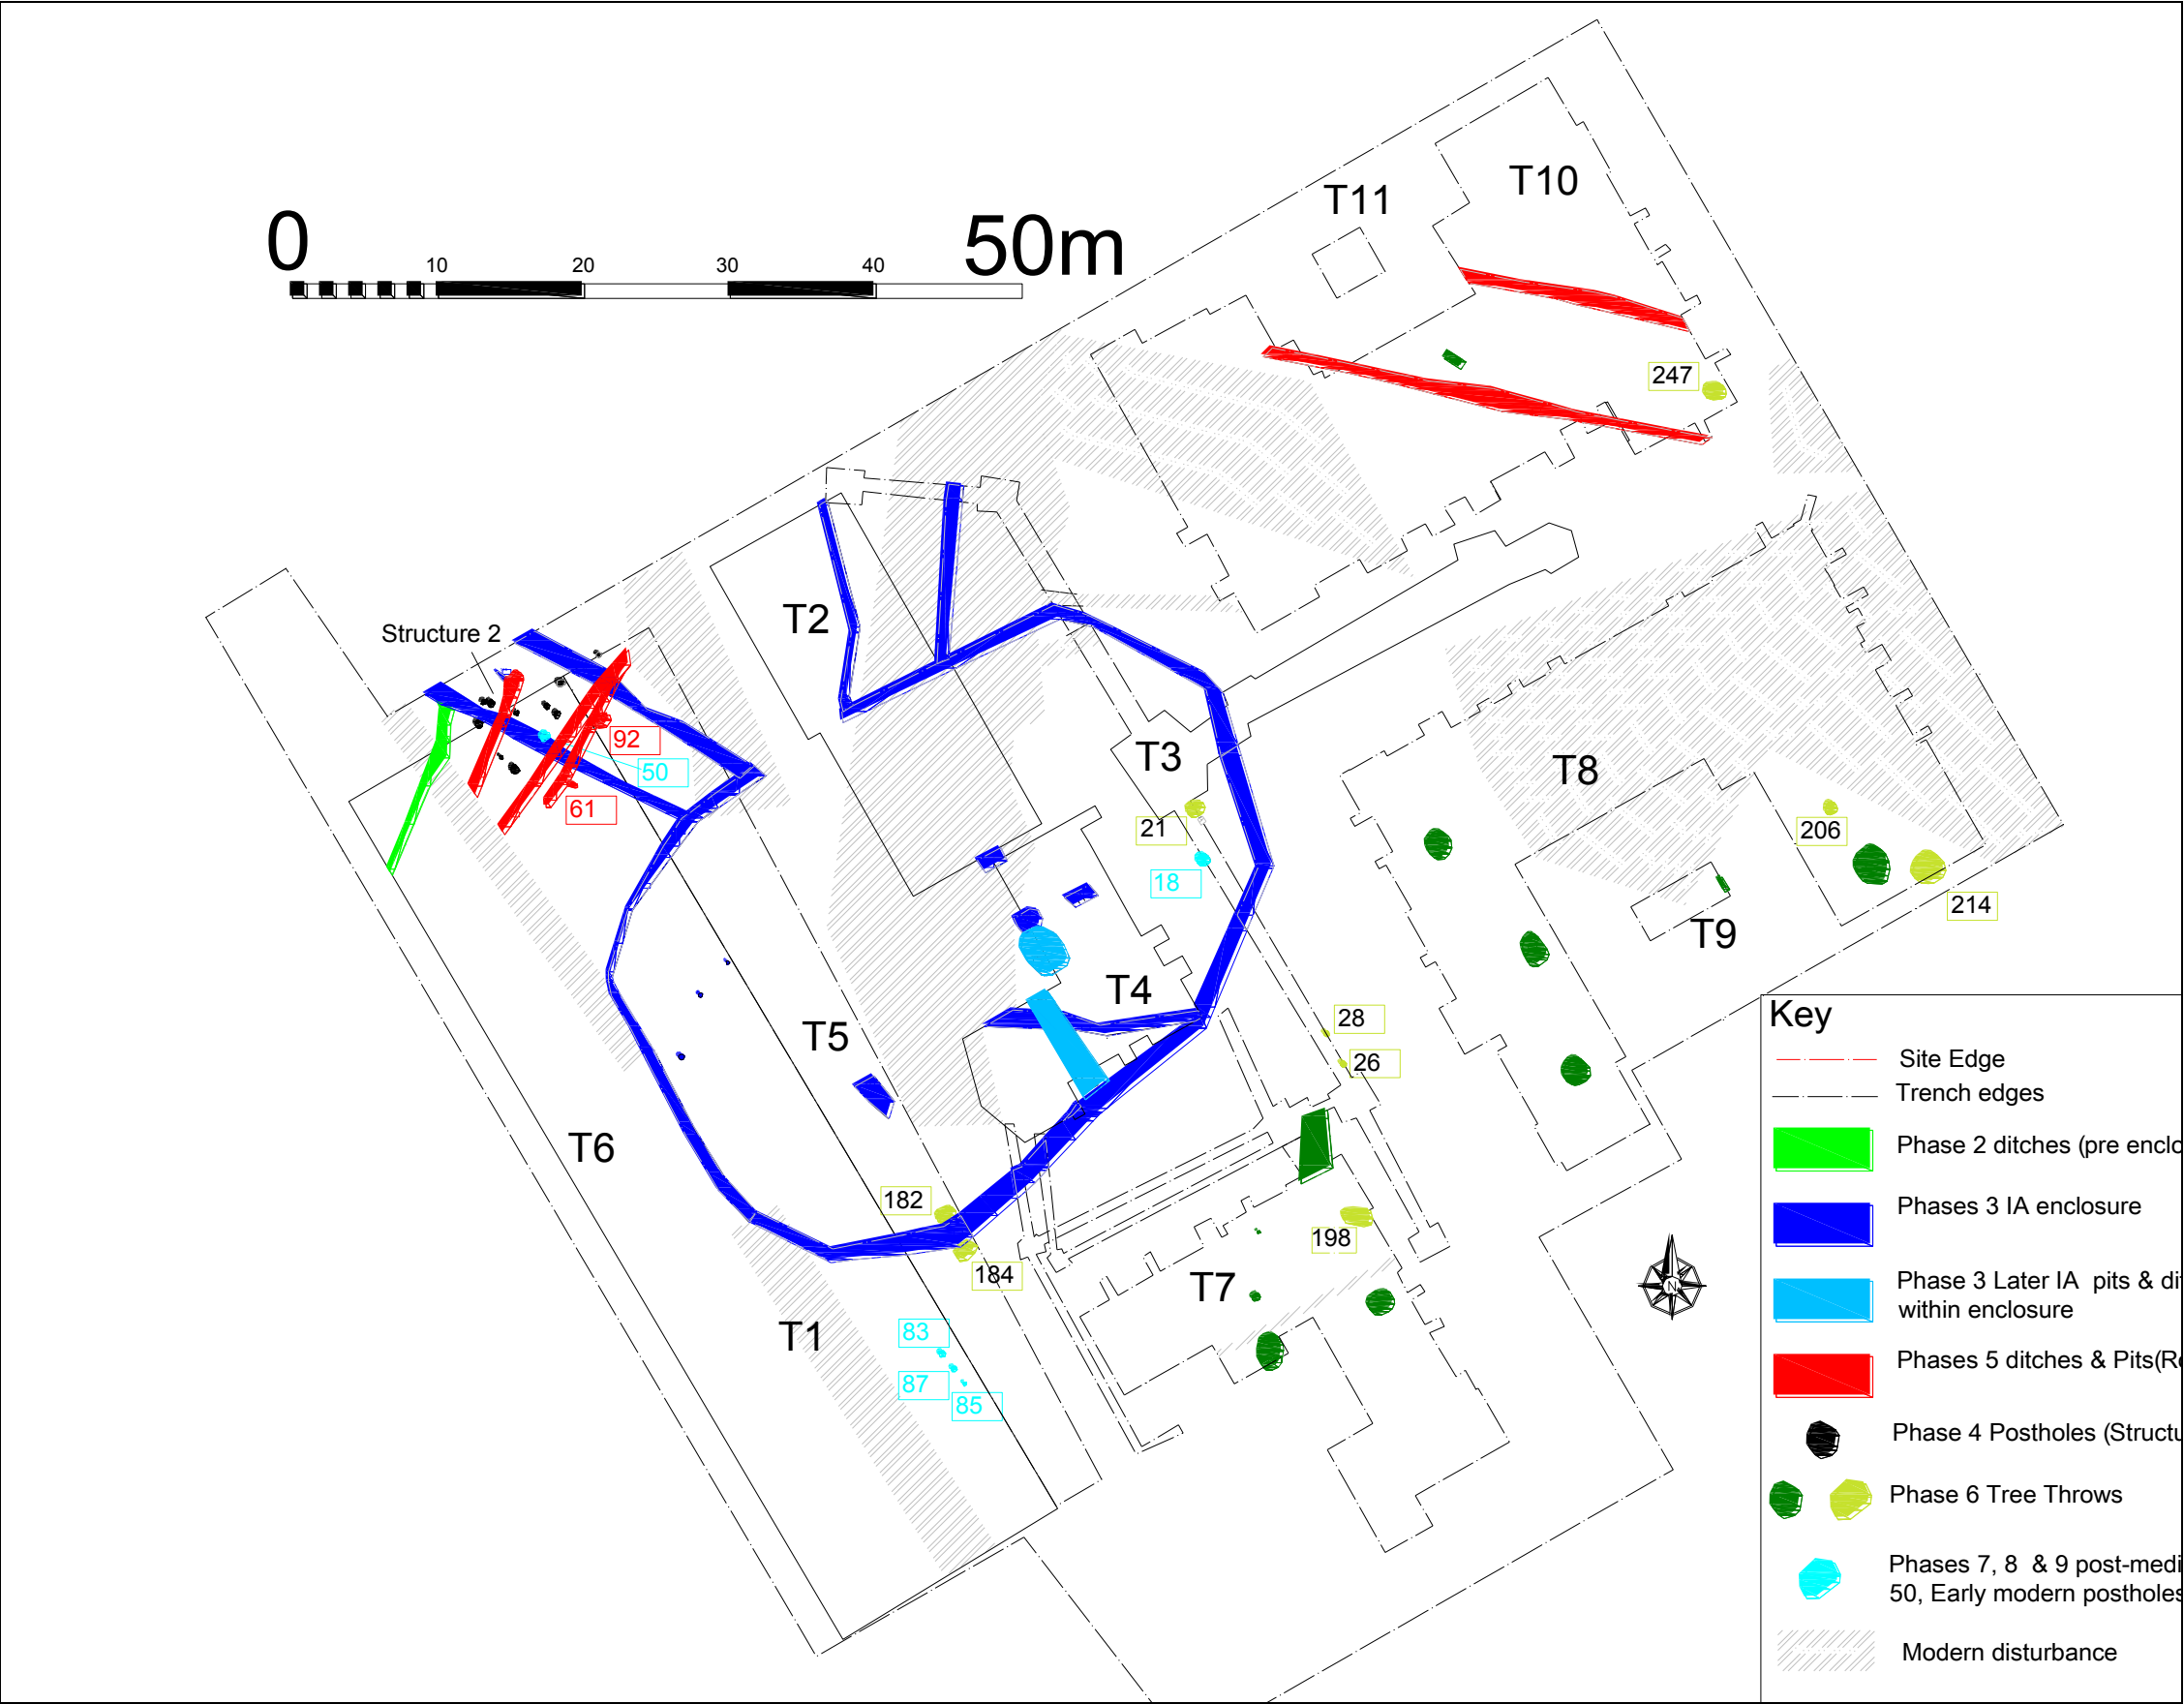 0
50m
10
20
30
40
T11
T10
247
T2
Structure 2
92
50
61
T3
21
18
T8
206
214
T9
T4
T5
28
26
T6
182
184
198
T7
T1
83
87
85
N
Key
Site Edge
Trench edges
Phase 2 ditches (pre enclo
Phases 3 IA enclosure
Phase 3 Later IA pits & di
within enclosure
Phases 5 ditches & Pits(R
Phase 4 Postholes (Structu
Phase 6 Tree Throws
Phases 7, 8 & 9 post-medi
50, Early modern postholes
Modern disturbance